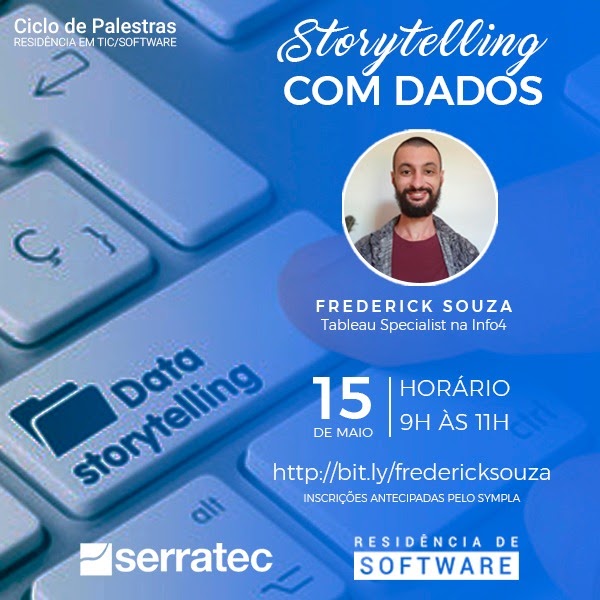 Ciclo de Palestras
RESIDÊNCIA EM TIC/SOFTWARE
Storytelling
COM DADOS
FREDERICK SOUZA
Tableau Specialist na Info4
15
DE MAIO
HORÁRIO
9H ÀS 11H
http://bit.ly/fredericksouza
INSCRIÇÕES ANTECIPADAS PELO SYMPLA
Ç
Data
storytelling
alt
ctrl
serratec
RESIDÊNCIA DE
SOFTWARE